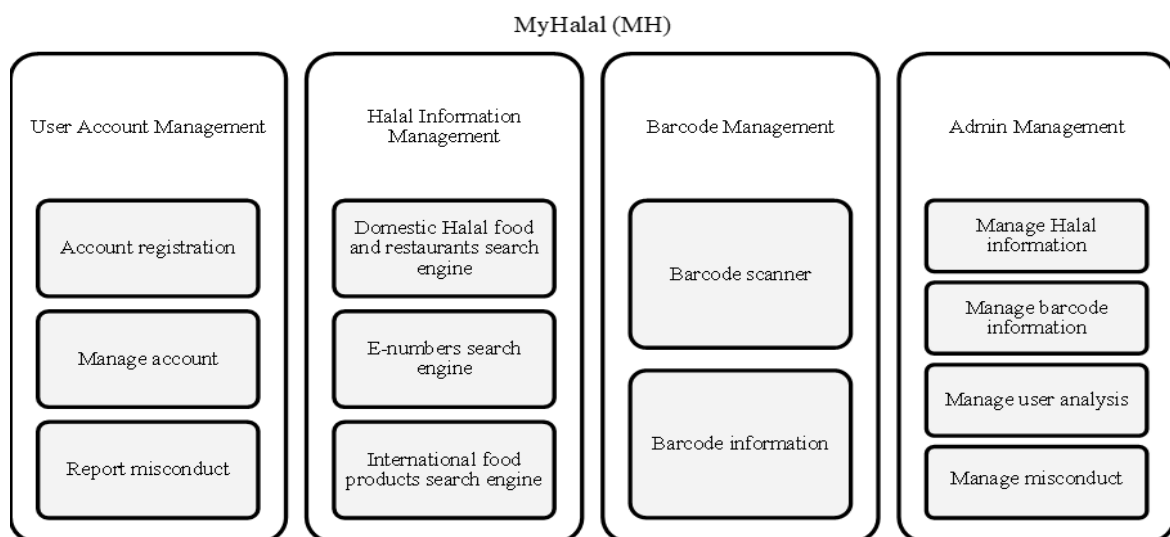 MyHalal (MH)
User Account Management
Account registration
Manage account
Report misconduct
Halal Information
Management
Domestic Halal food
and restaurants search
engine
E-numbers search
engine
International food
products search engine
Barcode Management
Barcode scanner
Barcode information
Admin Management
Manage Halal
information
Manage barcode
information
Manage user analysis
Manage misconduct